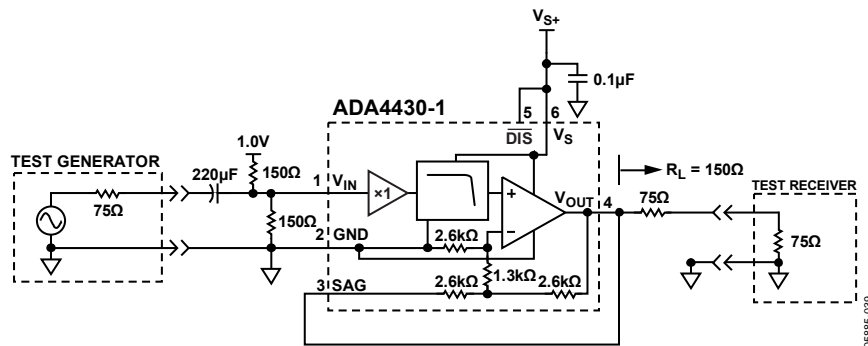 VS+
0.1µF
ADA4430-1
5
6
DIS
VS
1.0V
RL = 150Ω
TEST GENERATOR
220µF
150Ω
1
VIN
×1
VOUT
4
75Ω
TEST RECEIVER
75Ω
150Ω
2
GND
2.6kΩ
75Ω
1.3kΩ
3
SAG
2.6kΩ
2.6kΩ
+
−
05885-029